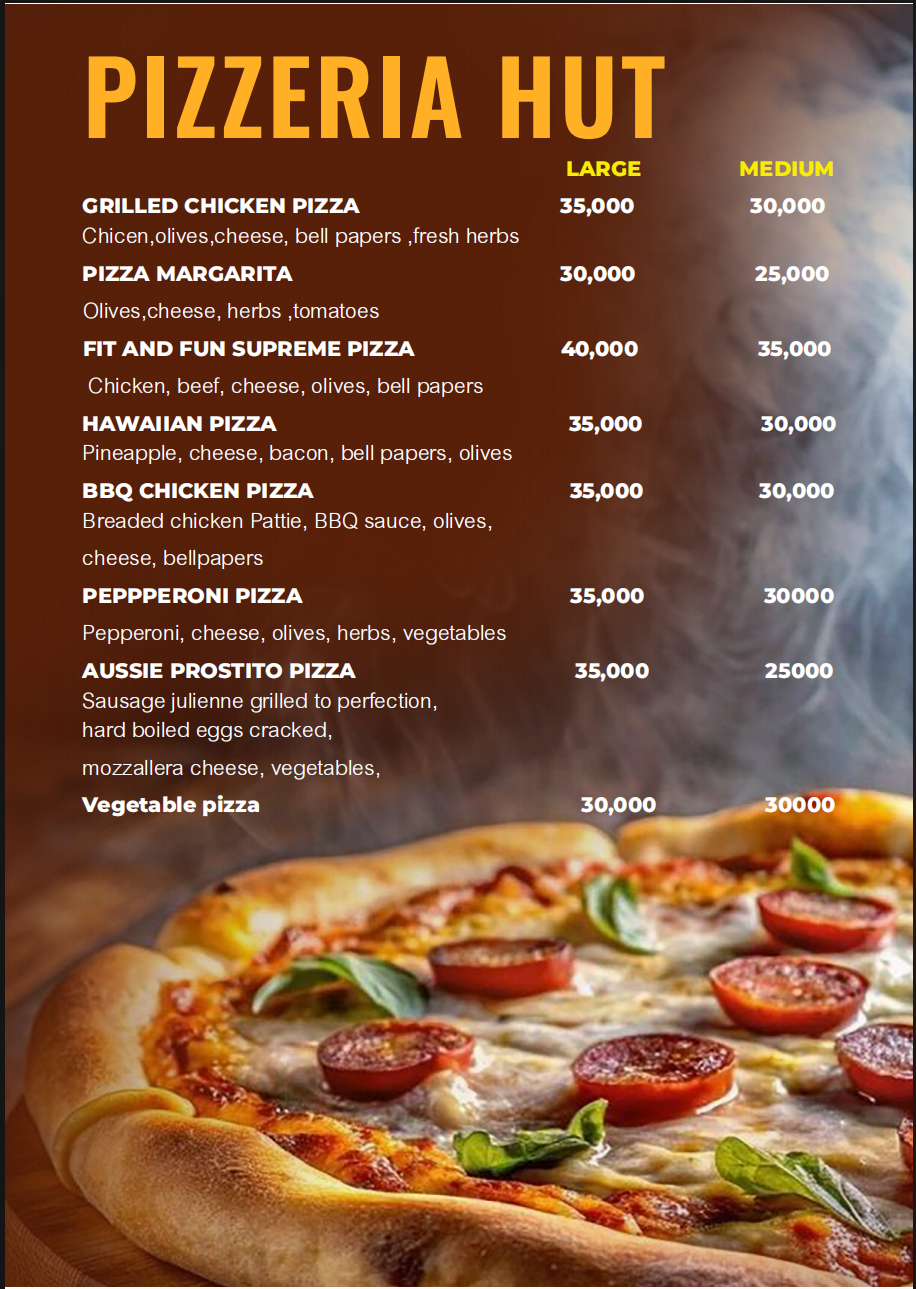 PIZZERIA HUT
LARGE MEDIUM
GRILLED CHICKEN PIZZA 35,000 30,000
Chicen,olives,cheese, bell papers ,fresh herbs
PIZZA MARGARITA 30,000 25,000
Olives,cheese, herbs ,tomatoes
FIT AND FUN SUPREME PIZZA 40,000 35,000
Chicken, beef, cheese, olives, bell papers
HAWAIIAN PIZZA 35,000 30,000
Pineapple, cheese, bacon, bell papers, olives
BBQ CHICKEN PIZZA 35,000 30,000
Breaded chicken Pattie, BBQ sauce, olives,
cheese, bellpapers
PEPPPERONI PIZZA 35,000 30000
Pepperoni, cheese, olives, herbs, vegetables
AUSSIE PROSTITO PIZZA 35,000 25000
Sausage julienne grilled to perfection,
hard boiled eggs cracked,
mozzallera cheese, vegetables,
Vegetable pizza 30,000 30000